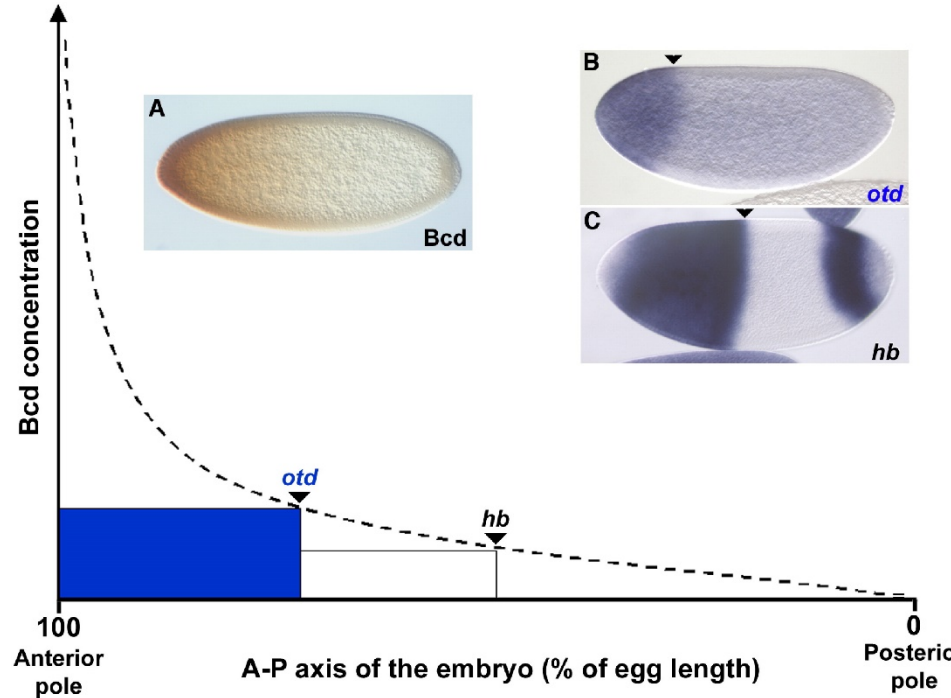 Bcd concentration
A
Bcd
B
otd
C
hb
otd
hb
100
Anterior
pole
A-P axis of the embryo (% of egg length)
0
Posterio
pole